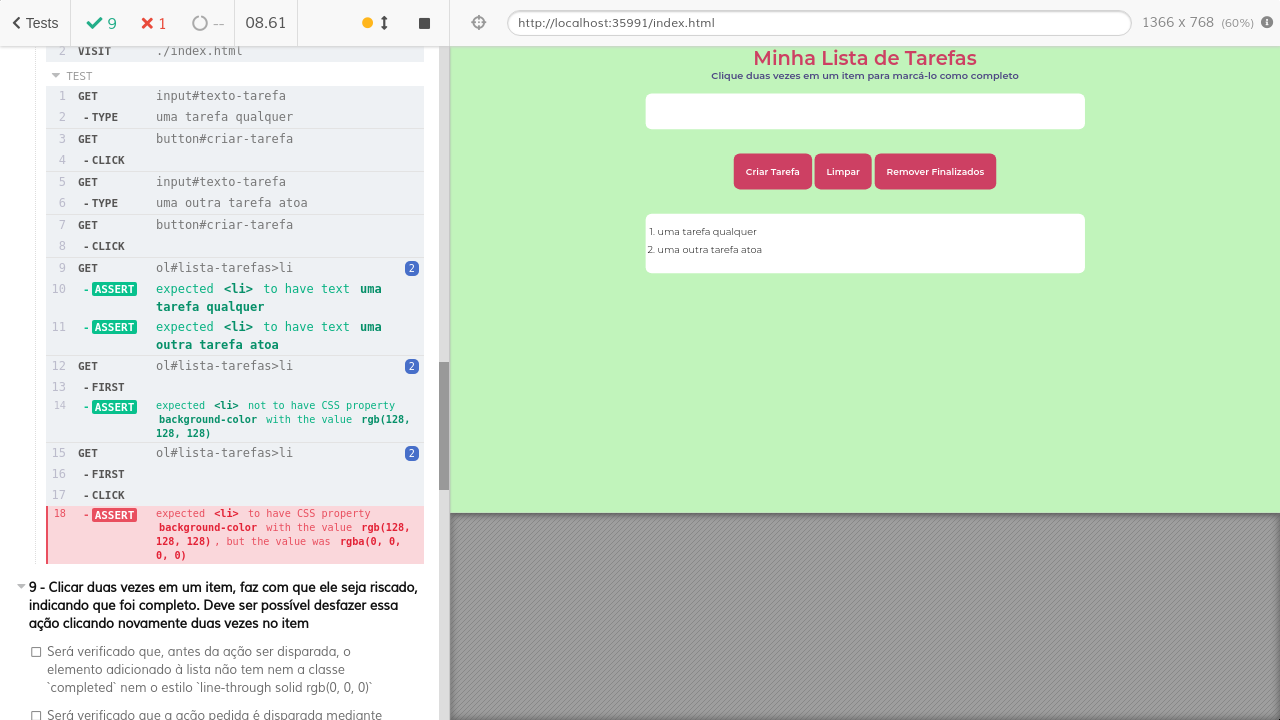 Tests
9
1
--
08.61
http://localhost:35991/index.html
1366 x 768 (60%)
2 VISIT ./index.html
TEST
1 GET input#texto-tarefa
2 -TYPE uma tarefa qualquer
3 GET button#criar-tarefa
4 -CLICK
5 GET input#texto-tarefa
6 -TYPE uma outra tarefa atoa
7 GET button#criar-tarefa
8 -CLICK
9 GET ol#lista-tarefas>li 2
10 -ASSERT expected <li> to have text uma
tarefa qualquer
11 -ASSERT expected <li> to have text uma
outra tarefa atoa
12 GET ol#lista-tarefas>li 2
13 -FIRST
14 -ASSERT expected <li> not to have CSS property
background-color with the value rgb(128,
128, 128)
15 GET ol#lista-tarefas>li 2
16 -FIRST
17 -CLICK
18 -ASSERT expected <li> to have CSS property
background-color with the value rgb(128,
128, 128) , but the value was rgba(0, 0,
0, 0)
9 - Clicar duas vezes em um item, faz com que ele seja riscado,
indicando que foi completo. Deve ser possível desfazer essa
ação clicando novamente duas vezes no item
Será verificado que, antes da ação ser disparada, o
elemento adicionado à lista não tem nem a classe
`completed` nem o estilo `line-through solid rgb(0, 0, 0)`
Será verificado que a ação pedida é disparada mediante
Minha Lista de Tarefas
Clique duas vezes em um item para marcá-lo como completo
Criar Tarefa
Limpar
Remover Finalizados
1. uma tarefa qualquer
2. uma outra tarefa atoa